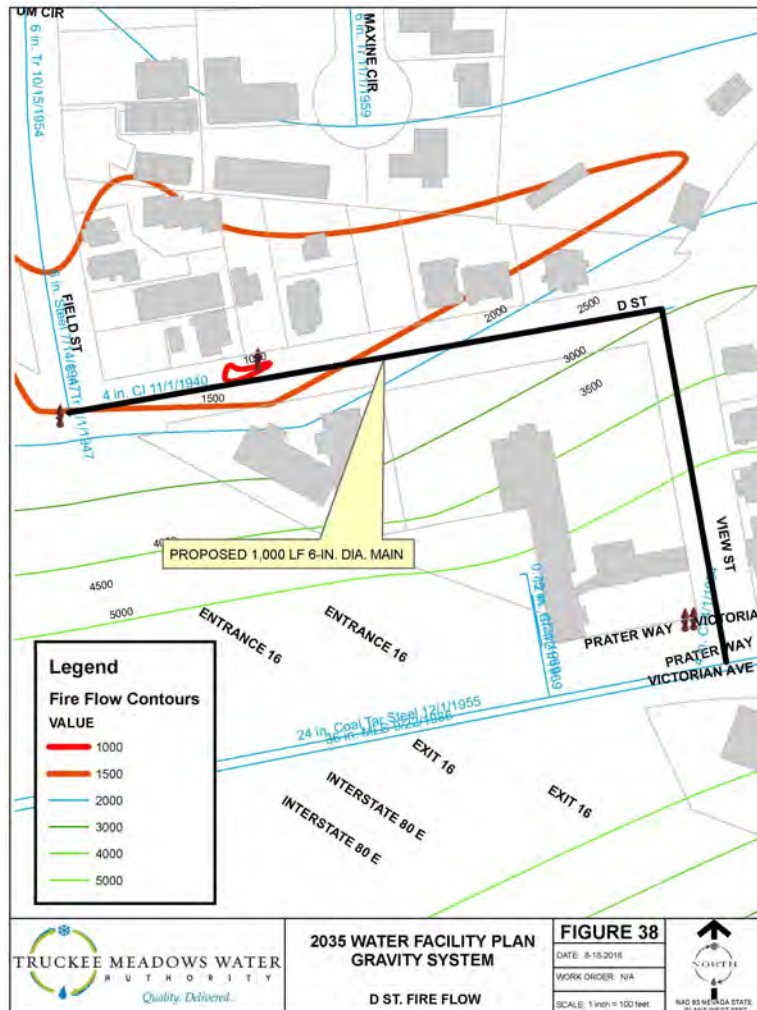 UM CIR
6 in. Tr 10/15/1954
MAXINE CIR
6 in. Tr 11/1/1959
FIELD ST
4 in. CI 11/1/1940
1000
1500
2000
2500
D ST
3000
3500
4500
5000
PROPOSED 1,000 LF 6-IN. DIA. MAIN
VIEW ST
ENTRANCE 16
ENTRANCE 16
PRATER WAY
VICTORIA
PRATER WAY
VICTORIAN AVE
24 in. Coal Tar Steel 12/1/1955
EXIT 16
EXIT 16
INTERSTATE 80 E
INTERSTATE 80 E
Legend
Fire Flow Contours
VALUE
1000
1500
2000
3000
4000
5000
TRUCKEE MEADOWS WATER
AUTHORITY
Quality. Delivered.
2035 WATER FACILITY PLAN
GRAVITY SYSTEM
D ST. FIRE FLOW
FIGURE 38
DATE: 8-18-2016
WORK ORDER: N/A
SCALE: 1 inch = 100 feet
NORTH
NAD 83 NEVADA STATE